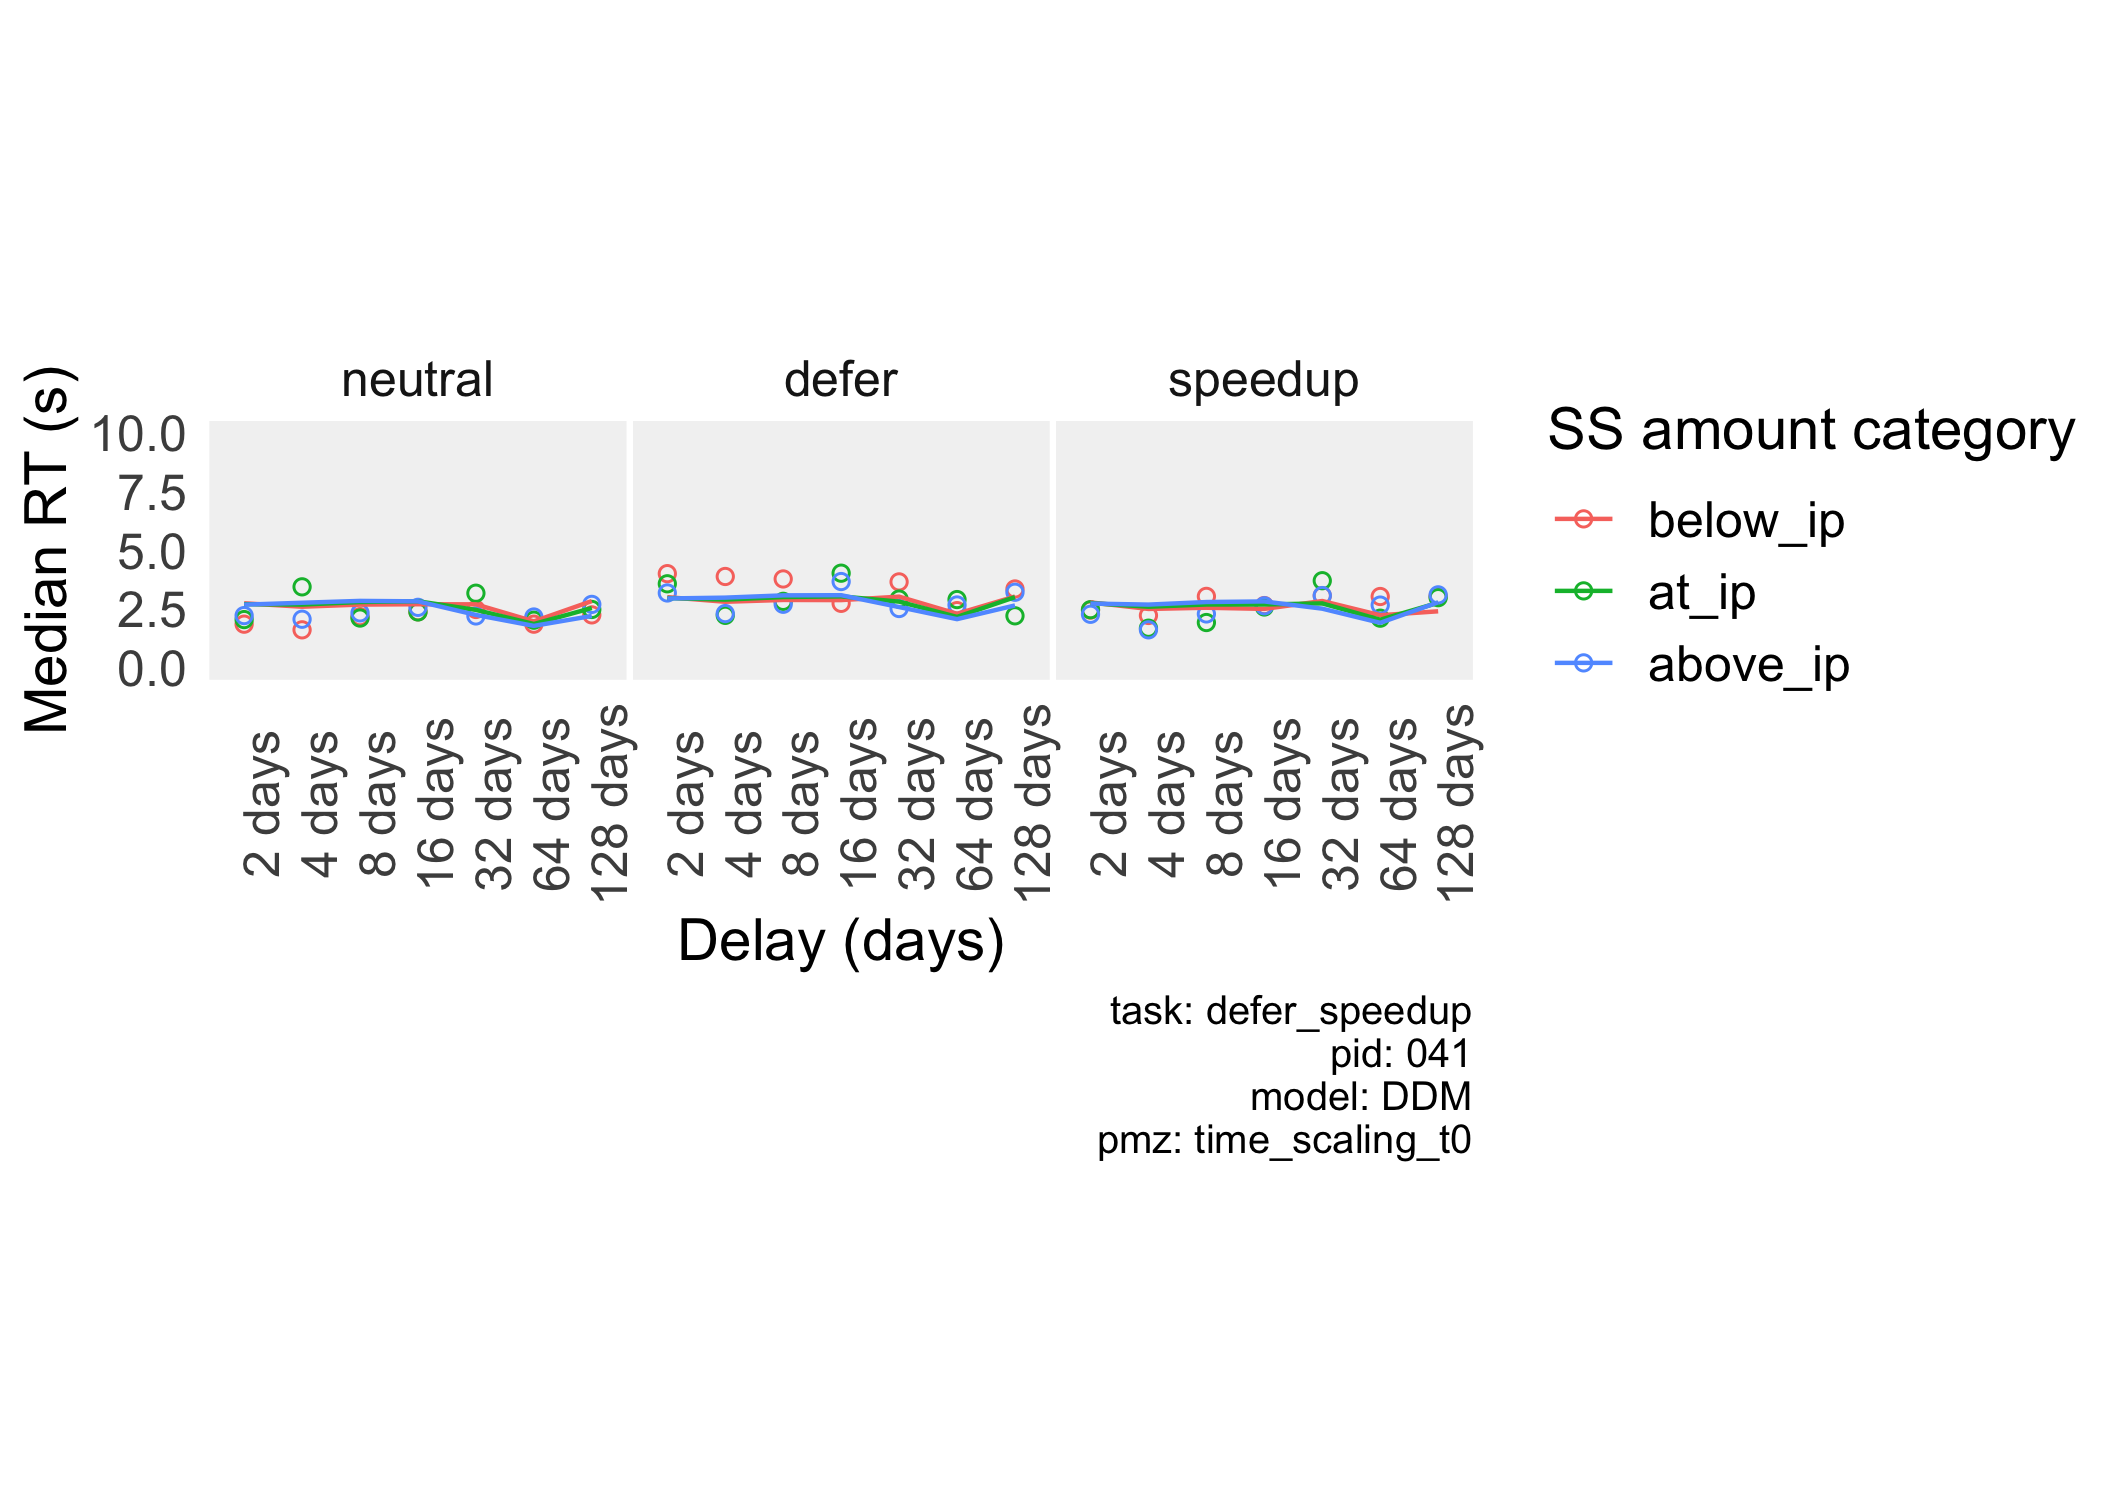 neutral
defer
speedup
Median RT (s)
10.0
7.5
5.0
2.5
0.0
2 days
4 days
8 days
16 days
32 days
64 days
128 days
2 days
4 days
8 days
16 days
32 days
64 days
128 days
2 days
4 days
8 days
16 days
32 days
64 days
128 days
Delay (days)
SS amount category
below_ip
at_ip
above_ip
task: defer_speedup
pid: 041
model: DDM
pmz: time_scaling_t0